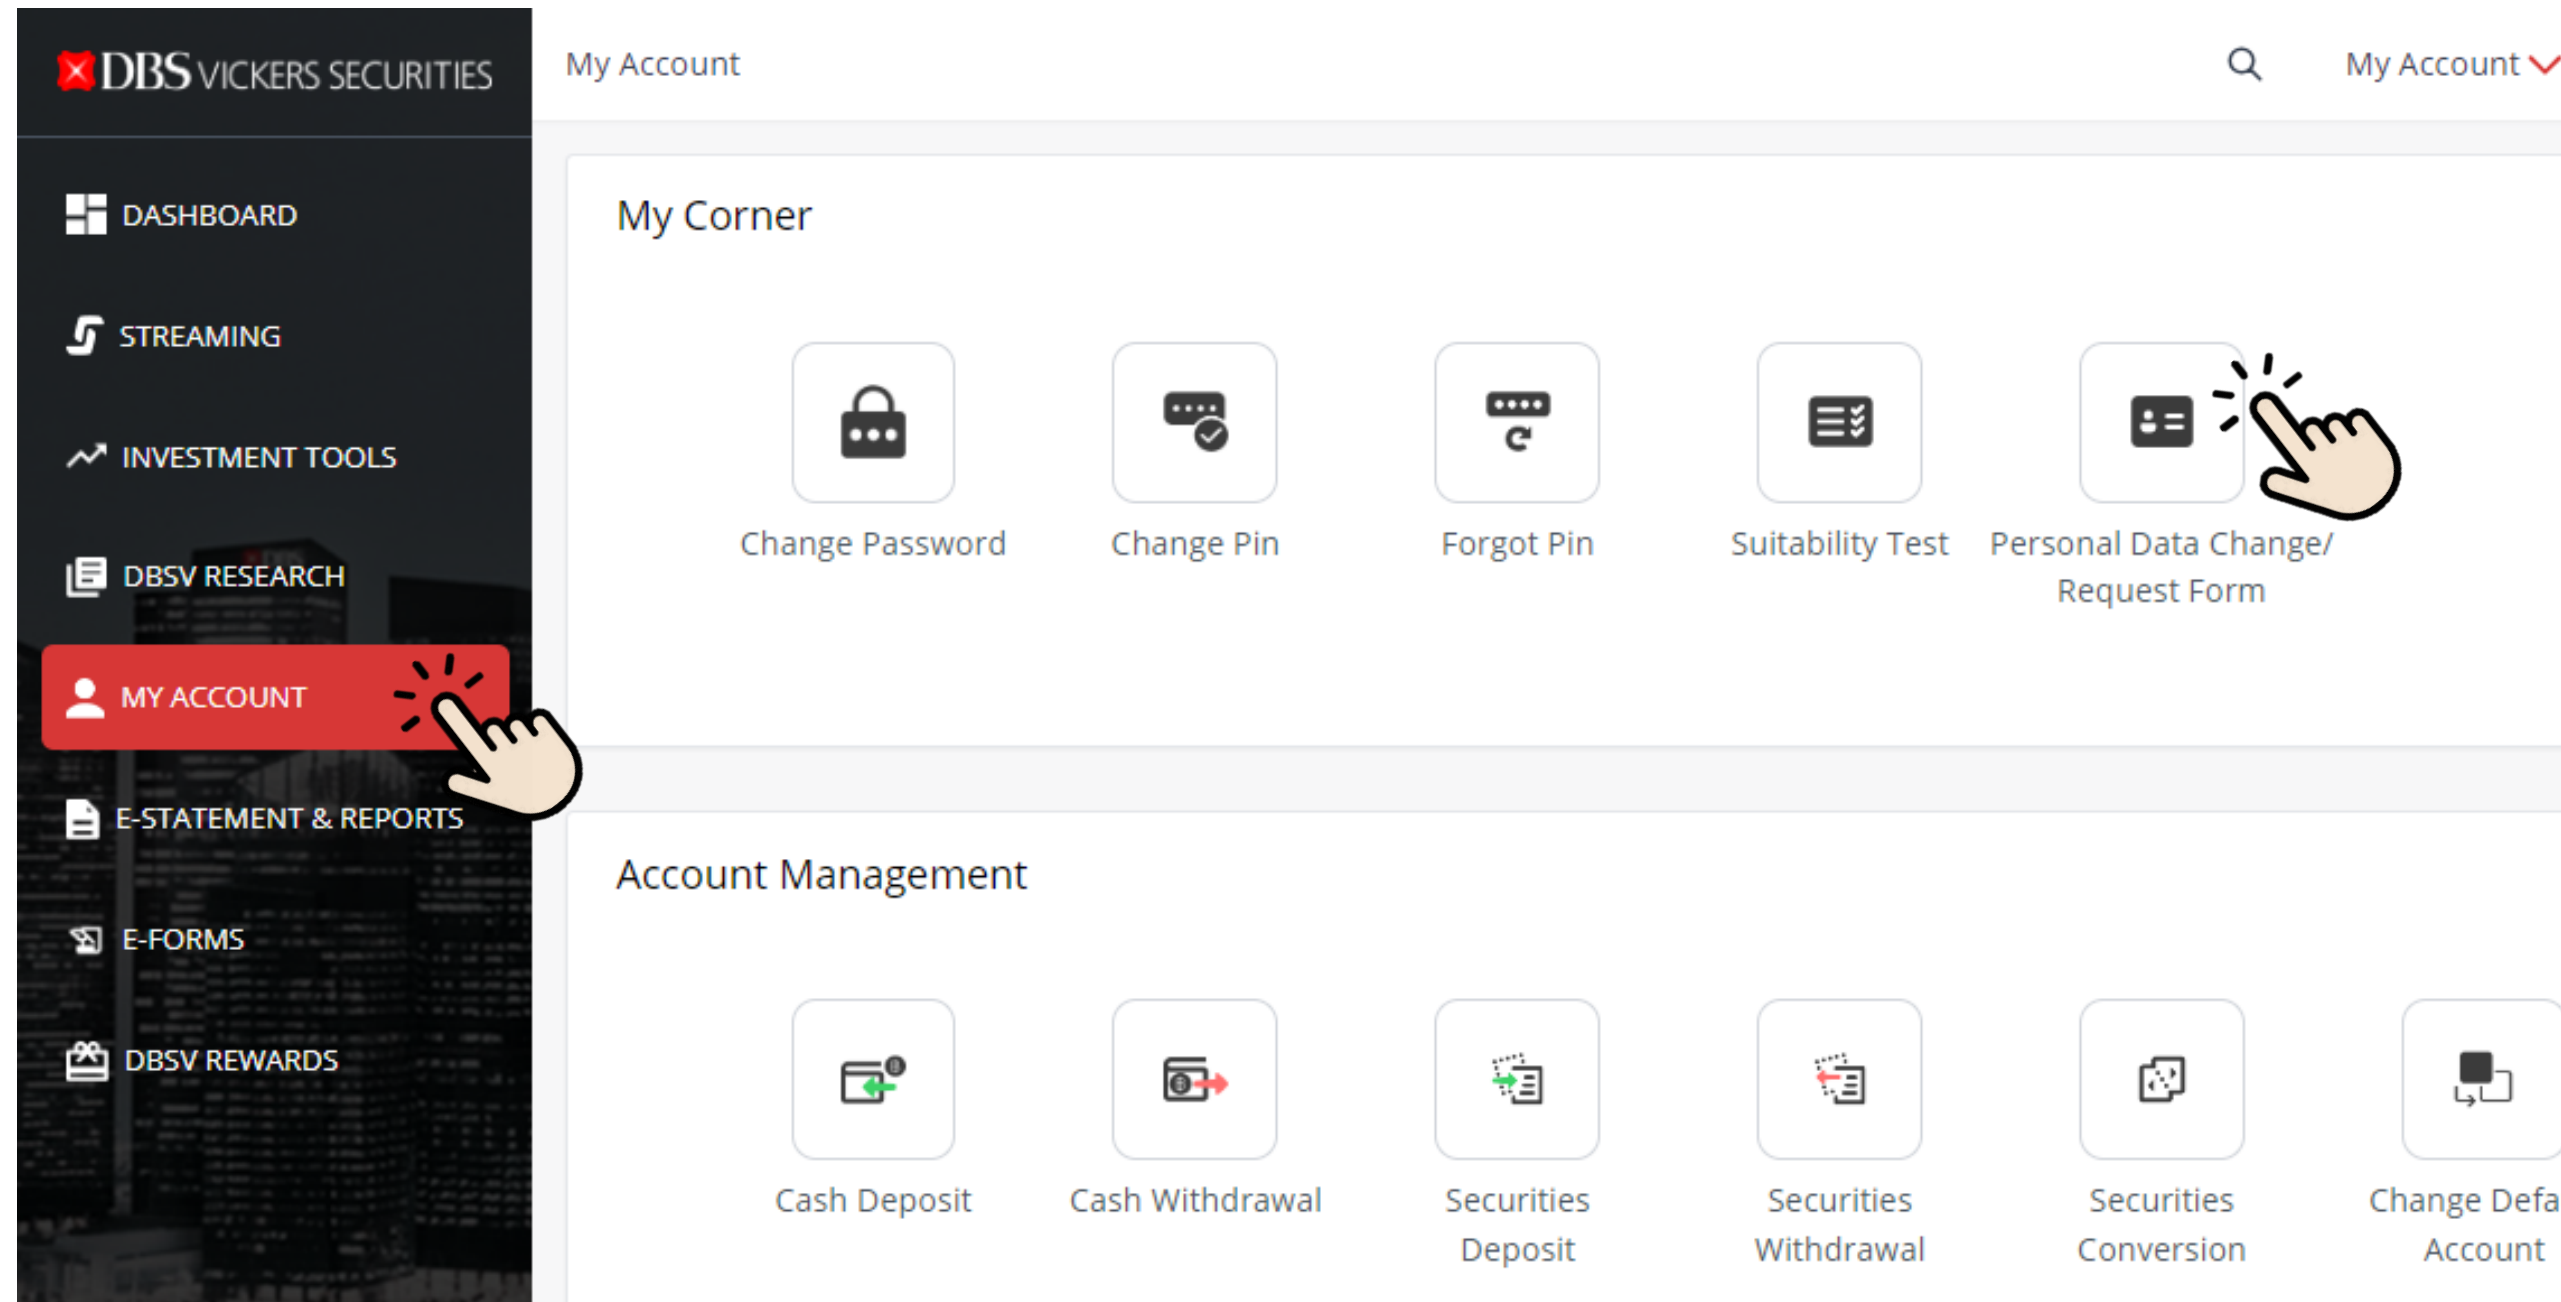 DBS VICKERS SECURITIES
My Account
My Account
DASHBOARD
STREAMING
INVESTMENT TOOLS
DBSV RESEARCH
MY ACCOUNT
E-STATEMENT & REPORTS
E-FORMS
DBSV REWARDS
My Corner
Change Password
Change Pin
Forgot Pin
Suitability Test
Personal Data Change/
Request Form
Account Management
Cash Deposit
Cash Withdrawal
Securities
Deposit
Securities
Withdrawal
Securities
Conversion
Change Defa
Account